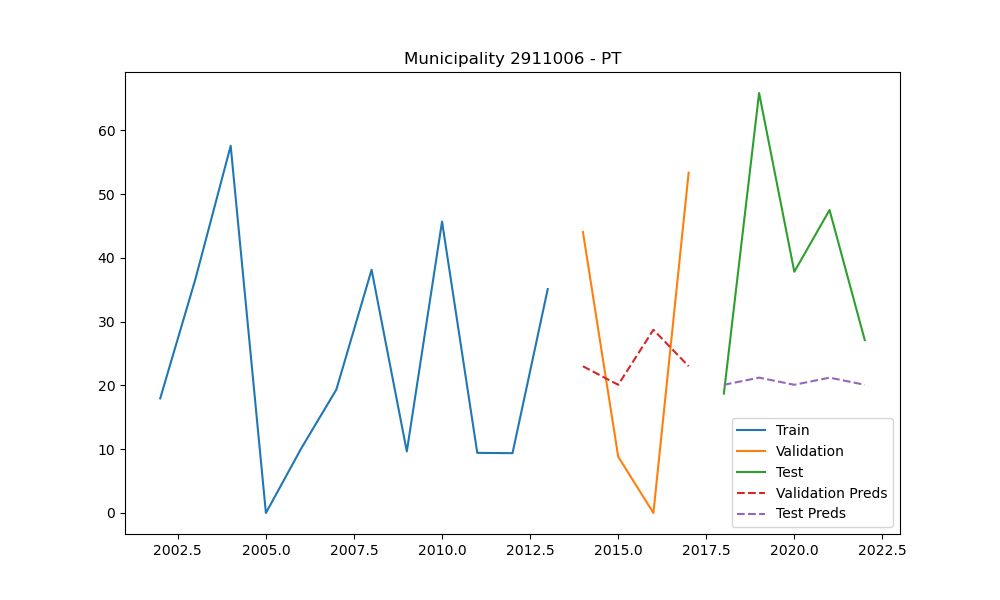 Municipality 2911006 - PT
60
50
40
30
20
10
0
2002.5 2005.0 2007.5 2010.0 2012.5 2015.0 2017.5 2020.0 2022.5
Train
Validation
Test
Validation Preds
Test Preds